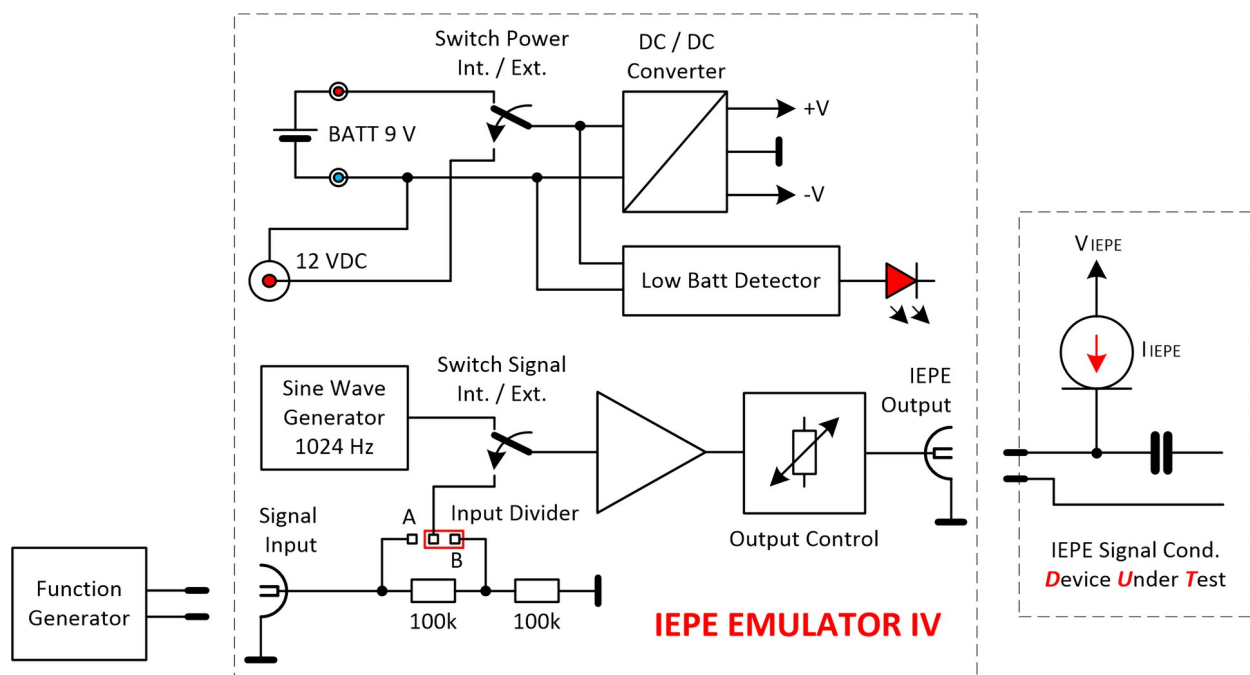 Switch Power
Int. / Ext.
DC / DC
Converter
BATT 9 V
+V
-V
12 VDC
Low Batt Detector
Sine Wave
Generator
1024 Hz
Switch Signal
Int. / Ext.
IEPE
Output
Output Control
A
Input Divider
B
Signal
Input
100k
100k
Function
Generator
IEPE EMULATOR IV
VIEPE
IIEPE
IEPE Signal Cond.
Device Under Test